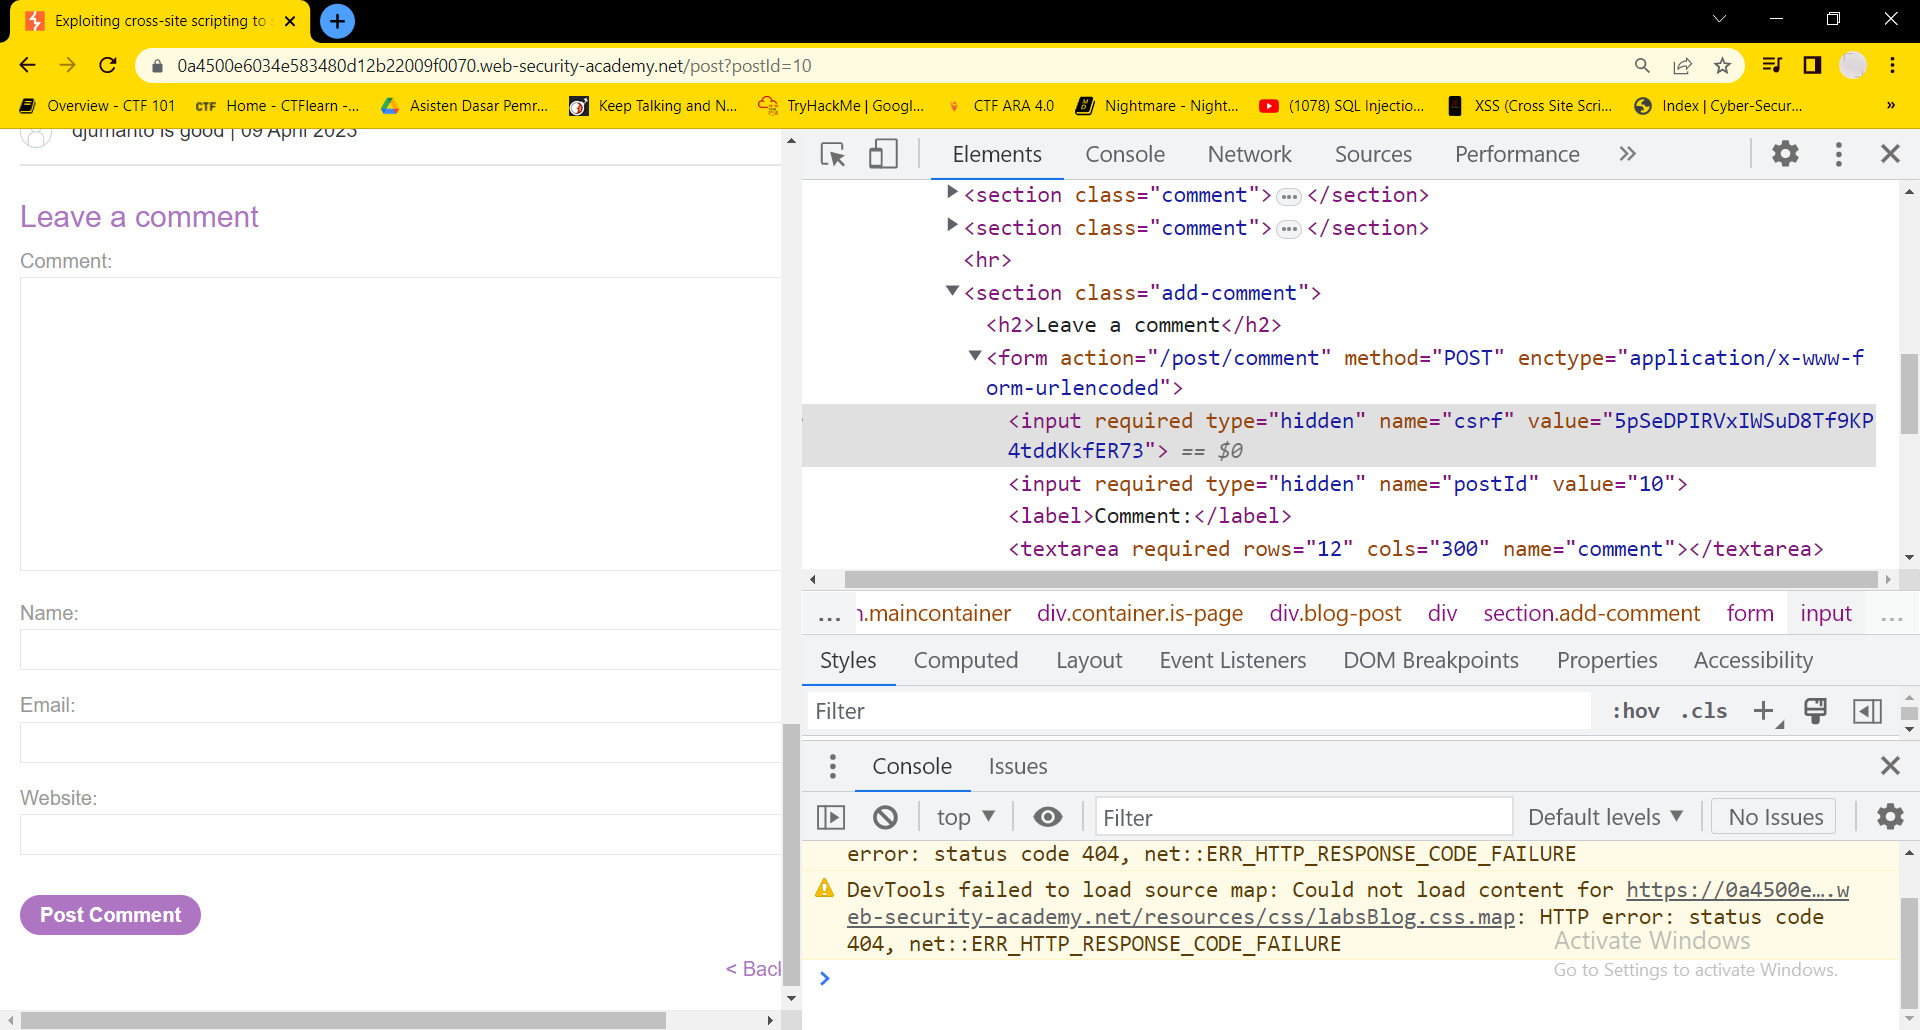 Exploiting cross-site scripting to s
0a4500e6034e583480d12b22009f0070.web-security-academy.net/post?postId=10
Overview - CTF 101
CTF Home - CTFlearn -...
Asisten Dasar Pemr...
Keep Talking and N...
TryHackMe | Googl...
CTF ARA 4.0
Nightmare - Night...
(1078) SQL Injectio...
XSS (Cross Site Scri...
Index | Cyber-Secur...
»
djumanto is good | 09 April 2023
Leave a comment
Comment:
Name:
Email:
Website:
Post Comment
< Back
Elements Console Network Sources Performance »
<section class="comment"> ••• </section>
<section class="comment"> ••• </section>
<hr>
<section class="add-comment">
<h2>Leave a comment</h2>
<form action="/post/comment" method="POST" enctype="application/x-www-f
orm-urlencoded">
<input required type="hidden" name="csrf" value="5pSeDPIRVxIWSuD8Tf9KP
4tddKkfER73"> == $0
<input required type="hidden" name="postId" value="10">
<label>Comment:</label>
<textarea required rows="12" cols="300" name="comment"></textarea>
... n.maincontainer div.container.is-page div.blog-post div section.add-comment form input ...
Styles Computed Layout Event Listeners DOM Breakpoints Properties Accessibility
Filter :hov .cls +
Console Issues
top ▼ Filter Default levels ▼ No Issues
error: status code 404, net::ERR_HTTP_RESPONSE_CODE_FAILURE
DevTools failed to load source map: Could not load content for https://0a4500e….w
eb-security-academy.net/resources/css/labsBlog.css.map: HTTP error: status code
404, net::ERR_HTTP_RESPONSE_CODE_FAILURE
Activate Windows
Go to Settings to activate Windows.